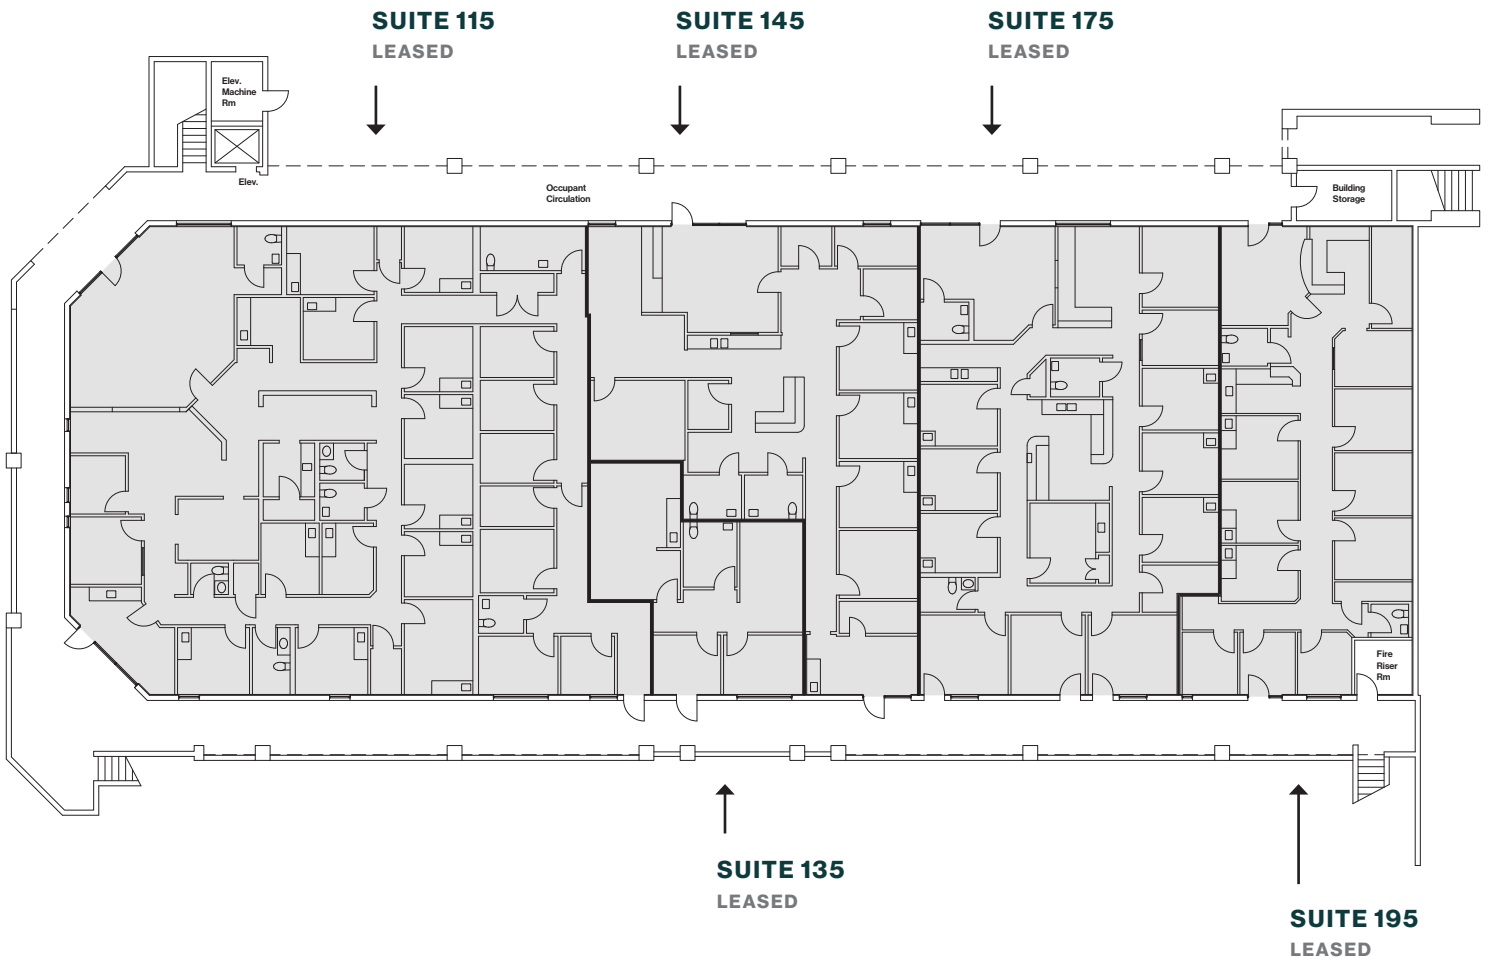 SUITE 115
LEASED
SUITE 145
LEASED
SUITE 175
LEASED
Elev.
Machine
Rm
Elev.
Occupant
Circulation
Building
Storage
Fire
Riser
Rm
SUITE 135
LEASED
SUITE 195
LEASED